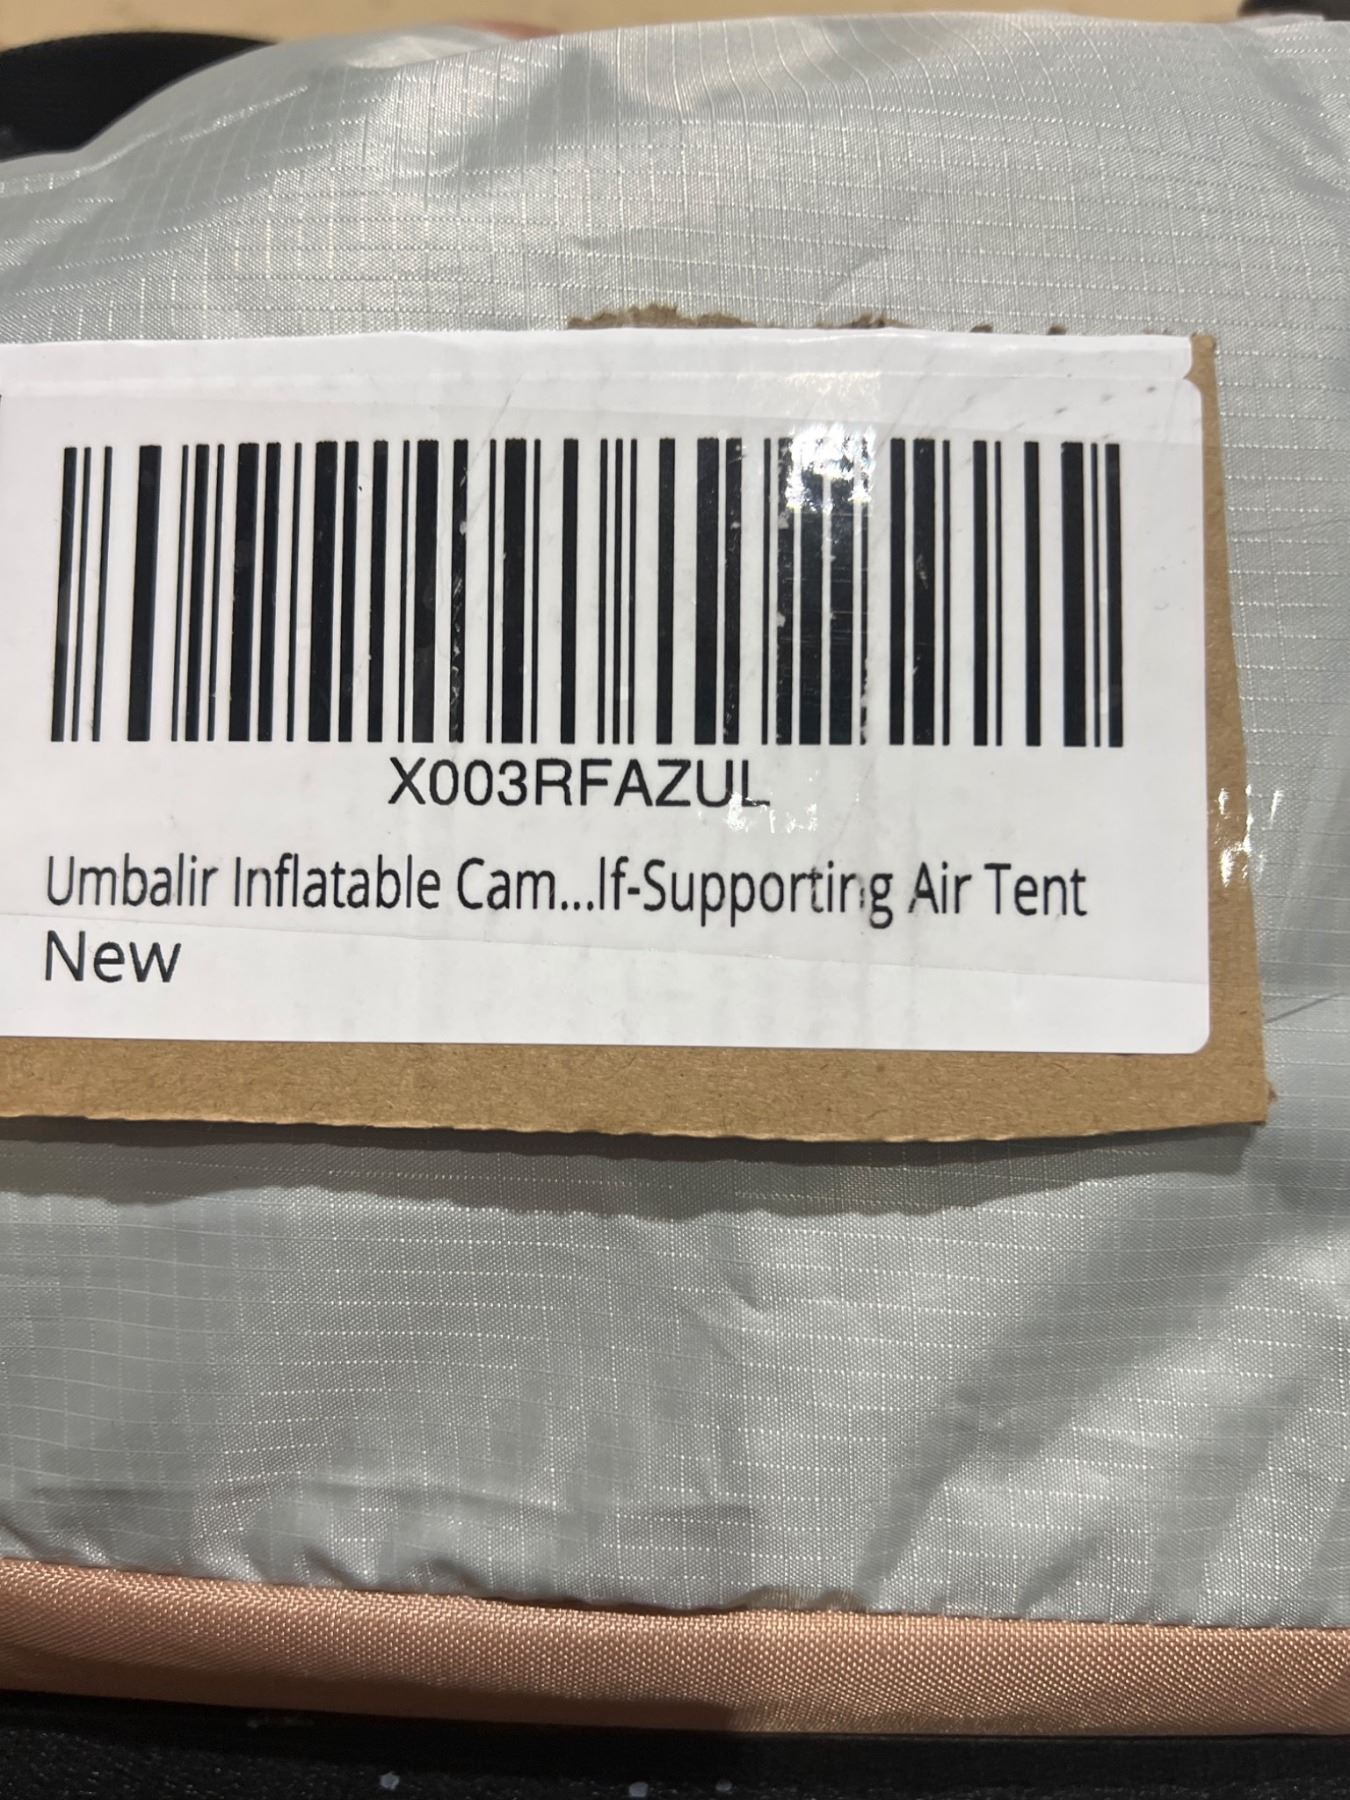 X003RFAZUL
Umbalir Inflatable Cam...lf-Supporting Air Tent
New